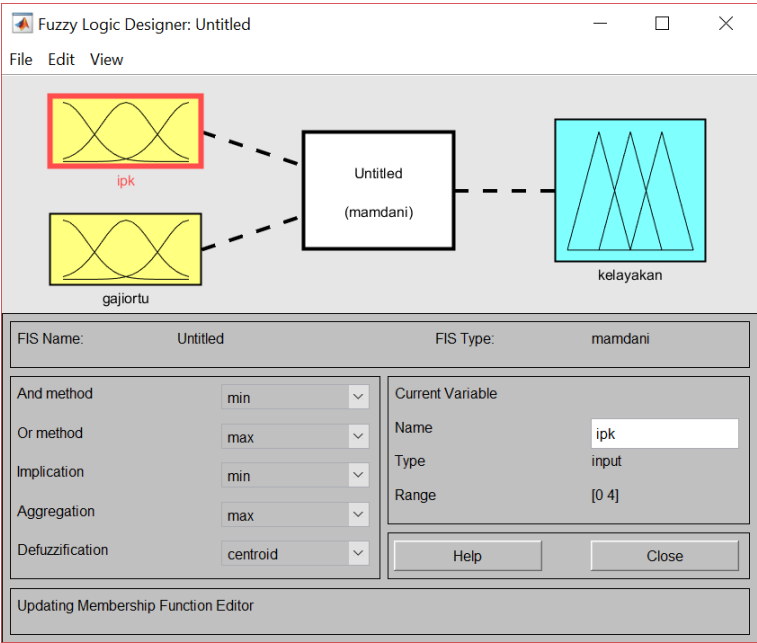 Fuzzy Logic Designer: Untitled
File Edit View
ipk
gajiortu
Untitled
(mamdani)
kelayakan
FIS Name: Untitled FIS Type: mamdani
And method min
Or method max
Implication min
Aggregation max
Defuzzification centroid
Current Variable
Name ipk
Type input
Range [0 4]
Help Close
Updating Membership Function Editor